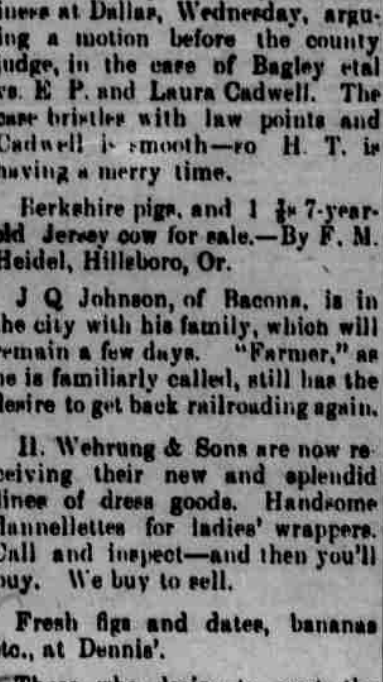 iness at Dallas, Wednesday, argu-
ing a motion before the county
judge, in the case of Bagley etal
vs. E P. and Laura Cadwell. The
case bristles with law points and
Cadwell is smooth—so H. T. is
having a merry time.
Berkshire pigs, and 1 7-year-
old Jersey cow for sale.—By F. M.
Heidel, Hillsboro, Or.
J Q Johnson, of Bacona, is in
the city with his family, which will
remain a few days. "Farmer," as
he is familiarly called, still has the
desire to get back railroading again.
H. Wehrung & Sons are now re
ceiving their new and splendid
lines of dress goods. Handsome
flannellettes for ladies' wrappers.
Call and inspect—and then you'll
buy. We buy to sell.
Fresh figs and dates, bananas
etc., at Dennis'.